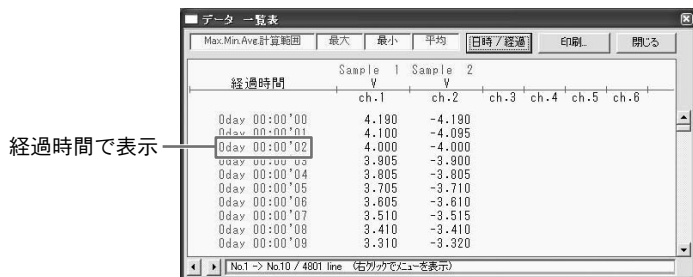 データ 一覧表
Max.Min.Ave.計算範囲 最大 最小 平均 日時/経過 印刷... 閉じる
Sample 1 Sample 2
経過時間 V V
ch.1 ch.2 ch.3 ch.4 ch.5 ch.6
0day 00:00'00 4.190 -4.190
0day 00:00'01 4.100 -4.095
経過時間で表示 0day 00:00'02 4.000 -4.000
0day 00:00'03 3.905 -3.900
0day 00:00'04 3.805 -3.805
0day 00:00'05 3.705 -3.710
0day 00:00'06 3.605 -3.610
0day 00:00'07 3.510 -3.515
0day 00:00'08 3.410 -3.410
0day 00:00'09 3.310 -3.320
No.1 -> No.10 / 4801 line (右クリックでメニューを表示)